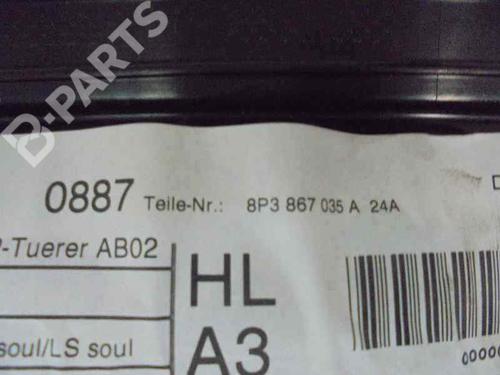 B-PARTS
0887 Teile-Nr.: 8P3 867 035 A 24A
-Tuerer AB02
HL
soul/LS soul
A3